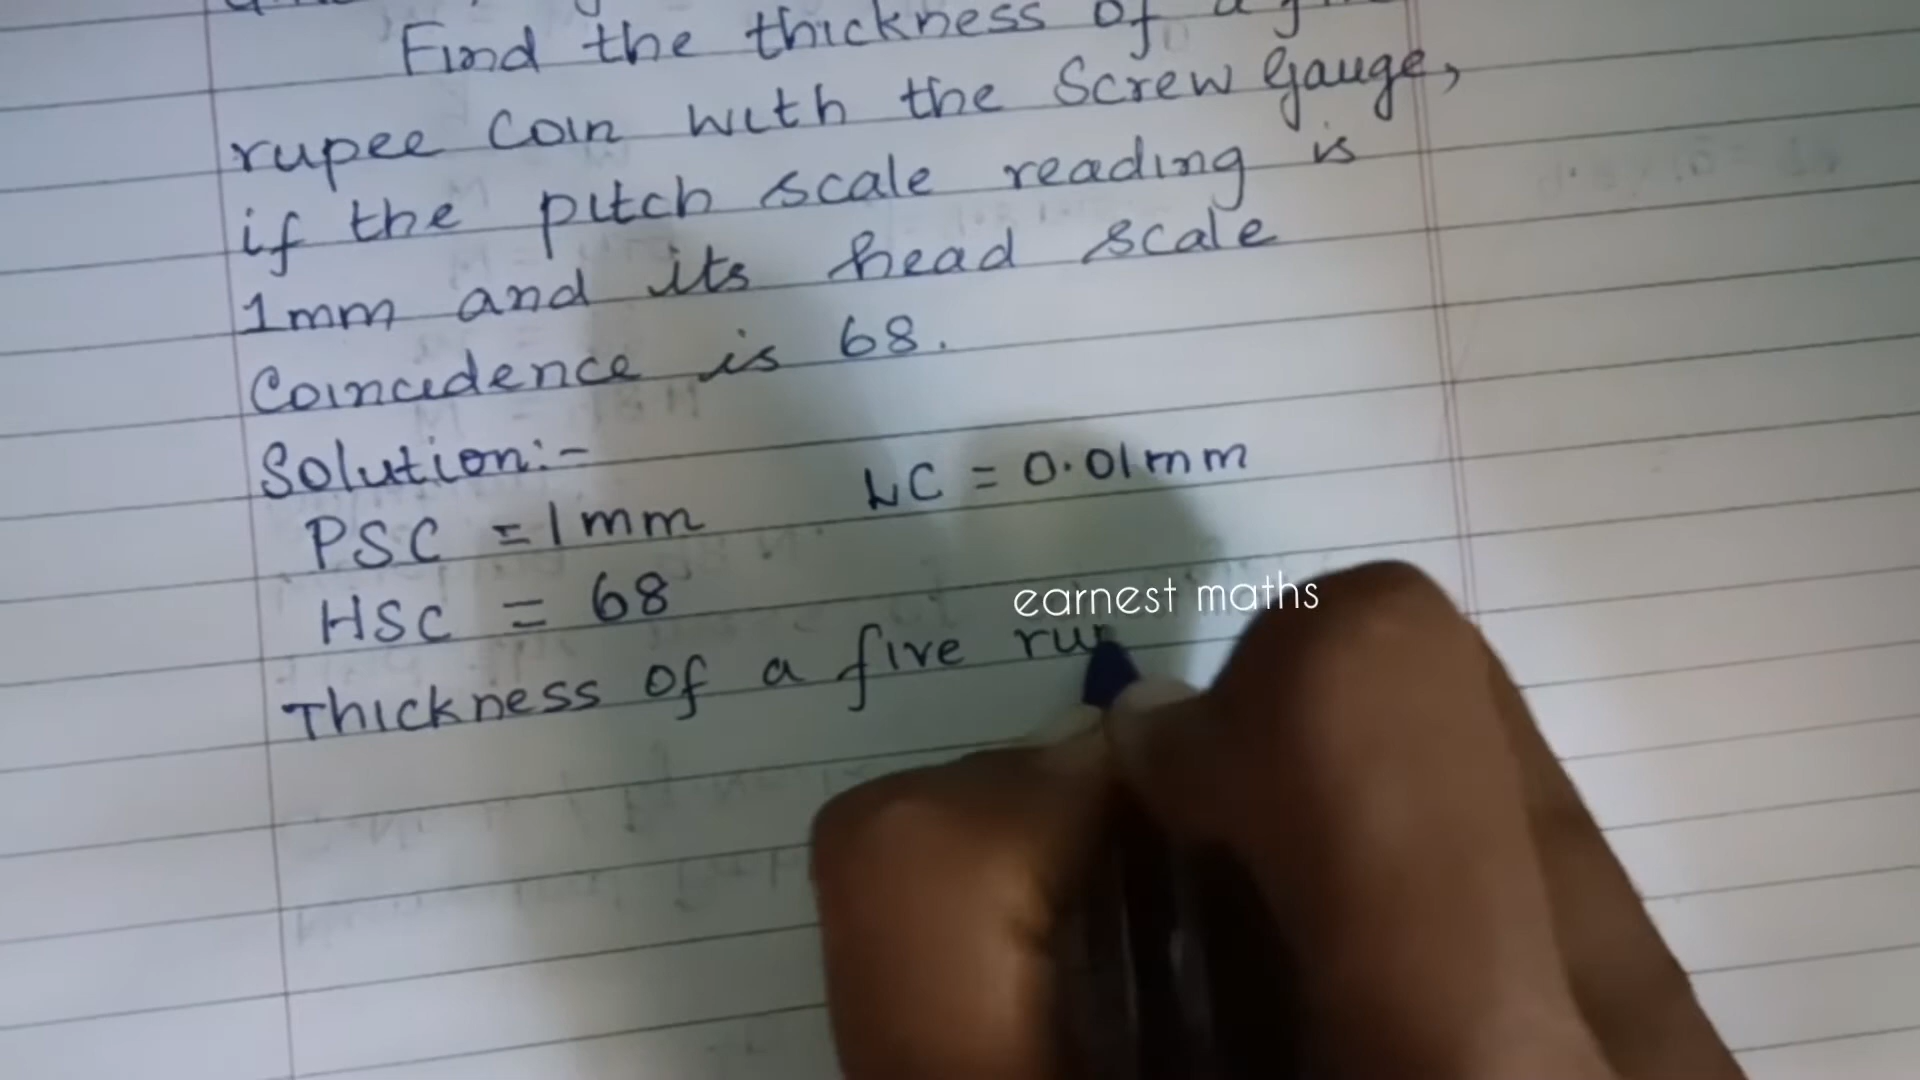 Find the thickness of a
rupee Coin with the Screw Gauge,
if the pitch scale reading is
1mm and its head scale
Coincidence is 68.
Solution:-
PSC = 1mm LC = 0.01mm
HSC = 68
earnest maths
Thickness of a five rup